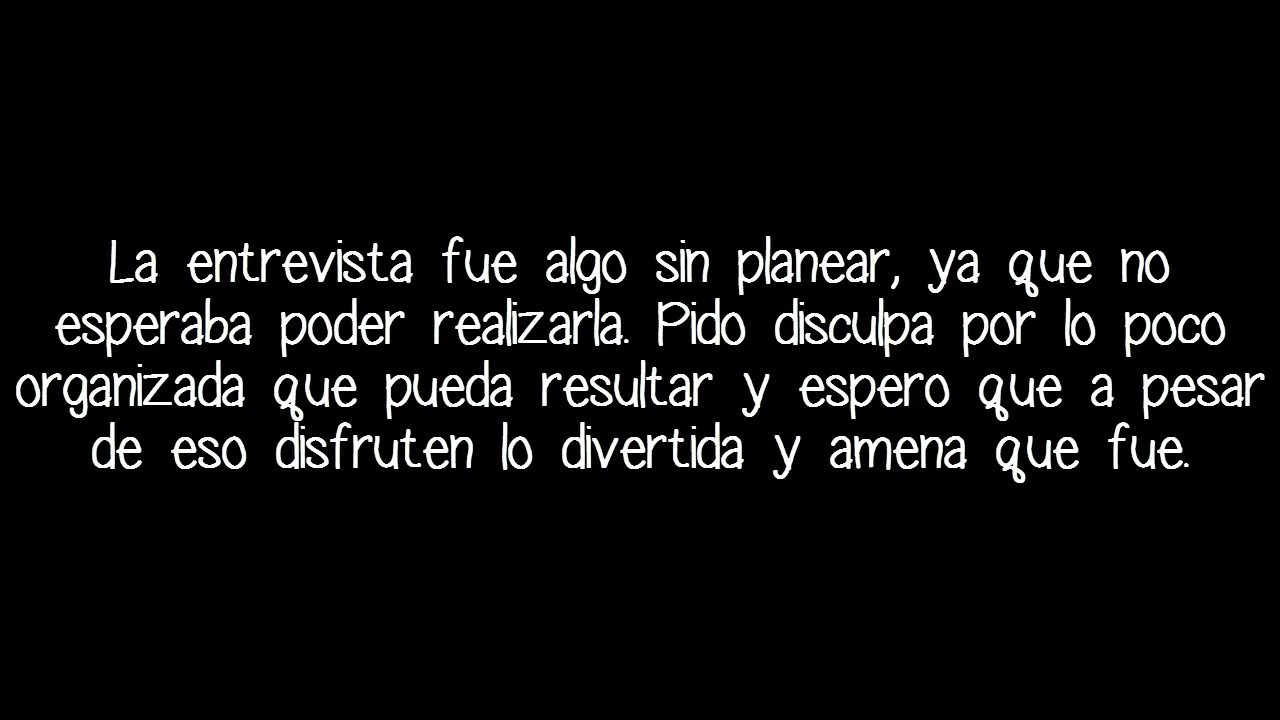 La entrevista fue algo sin planear, ya que no
esperaba poder realizarla. Pido disculpa por lo poco
organizada que pueda resultar y espero que a pesar
de eso disfruten lo divertida y amena que fue.